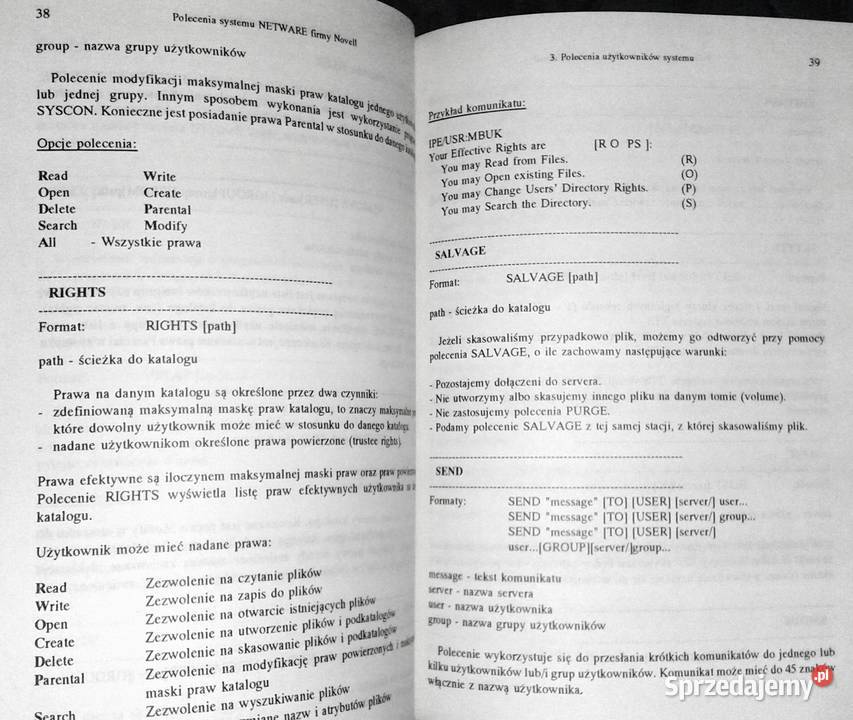 38
Polecenia systemu NETWARE firmy Novell
group - nazwa grupy użytkowników
Polecenie modyfikacji maksymalnej maski praw katalogu jednego
lub jednej grupy. Innym sposobem wykonania jest wykorzystanie
SYSCON. Konieczne jest posiadanie prawa Parental w stosunku do danego
Opcje polecenia:
Read Write
Open Create
Delete Parental
Search Modify
All - Wszystkie prawa
RIGHTS
Format: RIGHTS [path]
path - ścieżka do katalogu
Prawa na danym katalogu są określone przez dwa czynniki:
- zdefiniowaną maksymalną maskę praw katalogu, to znaczy maksymalne
które dowolny użytkownik może mieć w stosunku do danego katalogu
- nadane użytkownikom określone prawa powierzone (trustee rights).
Prawa efektywne są iloczynem maksymalnej maski praw oraz praw
Polecenie RIGHTS wyświetla listę praw efektywnych użytkownika
katalogu.
Użytkownik może mieć nadane prawa:
Read Zezwolenie na czytanie plików
Write Zezwolenie na zapis do plików
Open Zezwolenie na otwarcie istniejących plików
Create Zezwolenie na utworzenie plików i podkatalogów
Delete Zezwolenie na skasowanie plików i podkatalogów
Parental Zezwolenie na modyfikację praw powierzonych i
maski praw katalogu
Search Zezwolenie na wyszukiwanie plików
nazw i atrybutów plików
3. Polecenia użytkowników systemu
39
Przykład komunikatu:
IPE/USR:MBUK
Your Effective Rights are [R O PS ]:
You may Read from Files. (R)
You may Open existing Files. (O)
You may Change Users' Directory Rights. (P)
You may Search the Directory. (S)
SALVAGE
Format: SALVAGE [path]
path - ścieżka do katalogu
Jeżeli skasowaliśmy przypadkowo plik, możemy go odtworzyć przy pomocy
polecenia SALVAGE, o ile zachowamy następujące warunki:
- Pozostajemy dołączeni do servera.
- Nie utworzymy albo skasujemy innego pliku na danym tomie (volume).
- Nie zastosujemy polecenia PURGE.
- Podamy polecenie SALVAGE z tej samej stacji, z której skasowaliśmy plik.
SEND
Formaty: SEND "message" [TO] [USER] [server/] user...
SEND "message" [TO] [USER] [server/] group...
SEND "message" [TO] [USER] [server/]
user...[GROUP][server/]group...
message - tekst komunikatu
server - nazwa servera
user - nazwa użytkownika
group - nazwa grupy użytkowników
Polecenie wykorzystuje się do przesłania krótkich komunikatów do jednego lub
kilku użytkowników lub/i grup użytkowników. Komunikat może mieć do 45 znaków
włącznie z nazwą użytkownika.
Sprzedajemy.pl